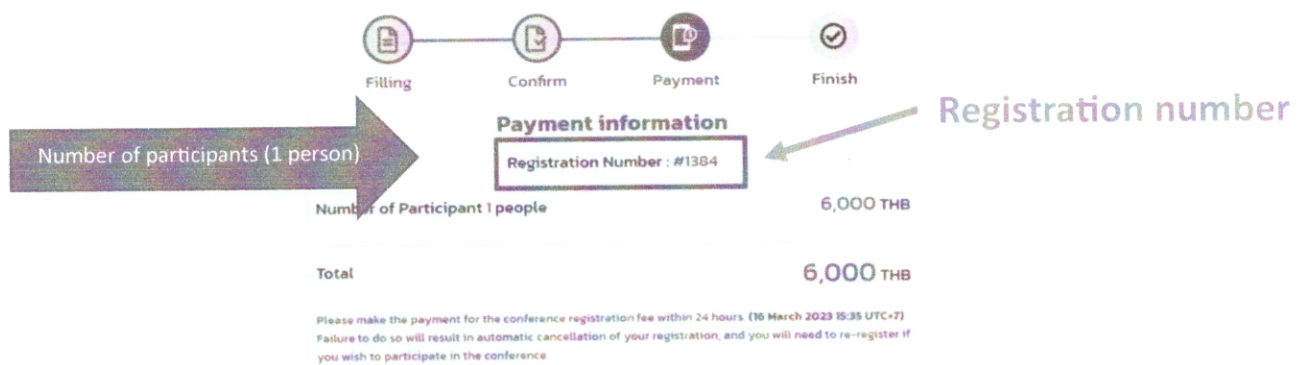 Filling
Confirm
Payment
Finish
Registration number
Payment information
Number of participants (1 person)
Registration Number : #1384
Number of Participant 1 people
6,000 THB
Total
6,000 THB
Please make the payment for the conference registration fee within 24 hours. (16 March 2023 15:35 UTC+7)
Failure to do so will result in automatic cancellation of your registration, and you will need to re-register if
you wish to participate in the conference